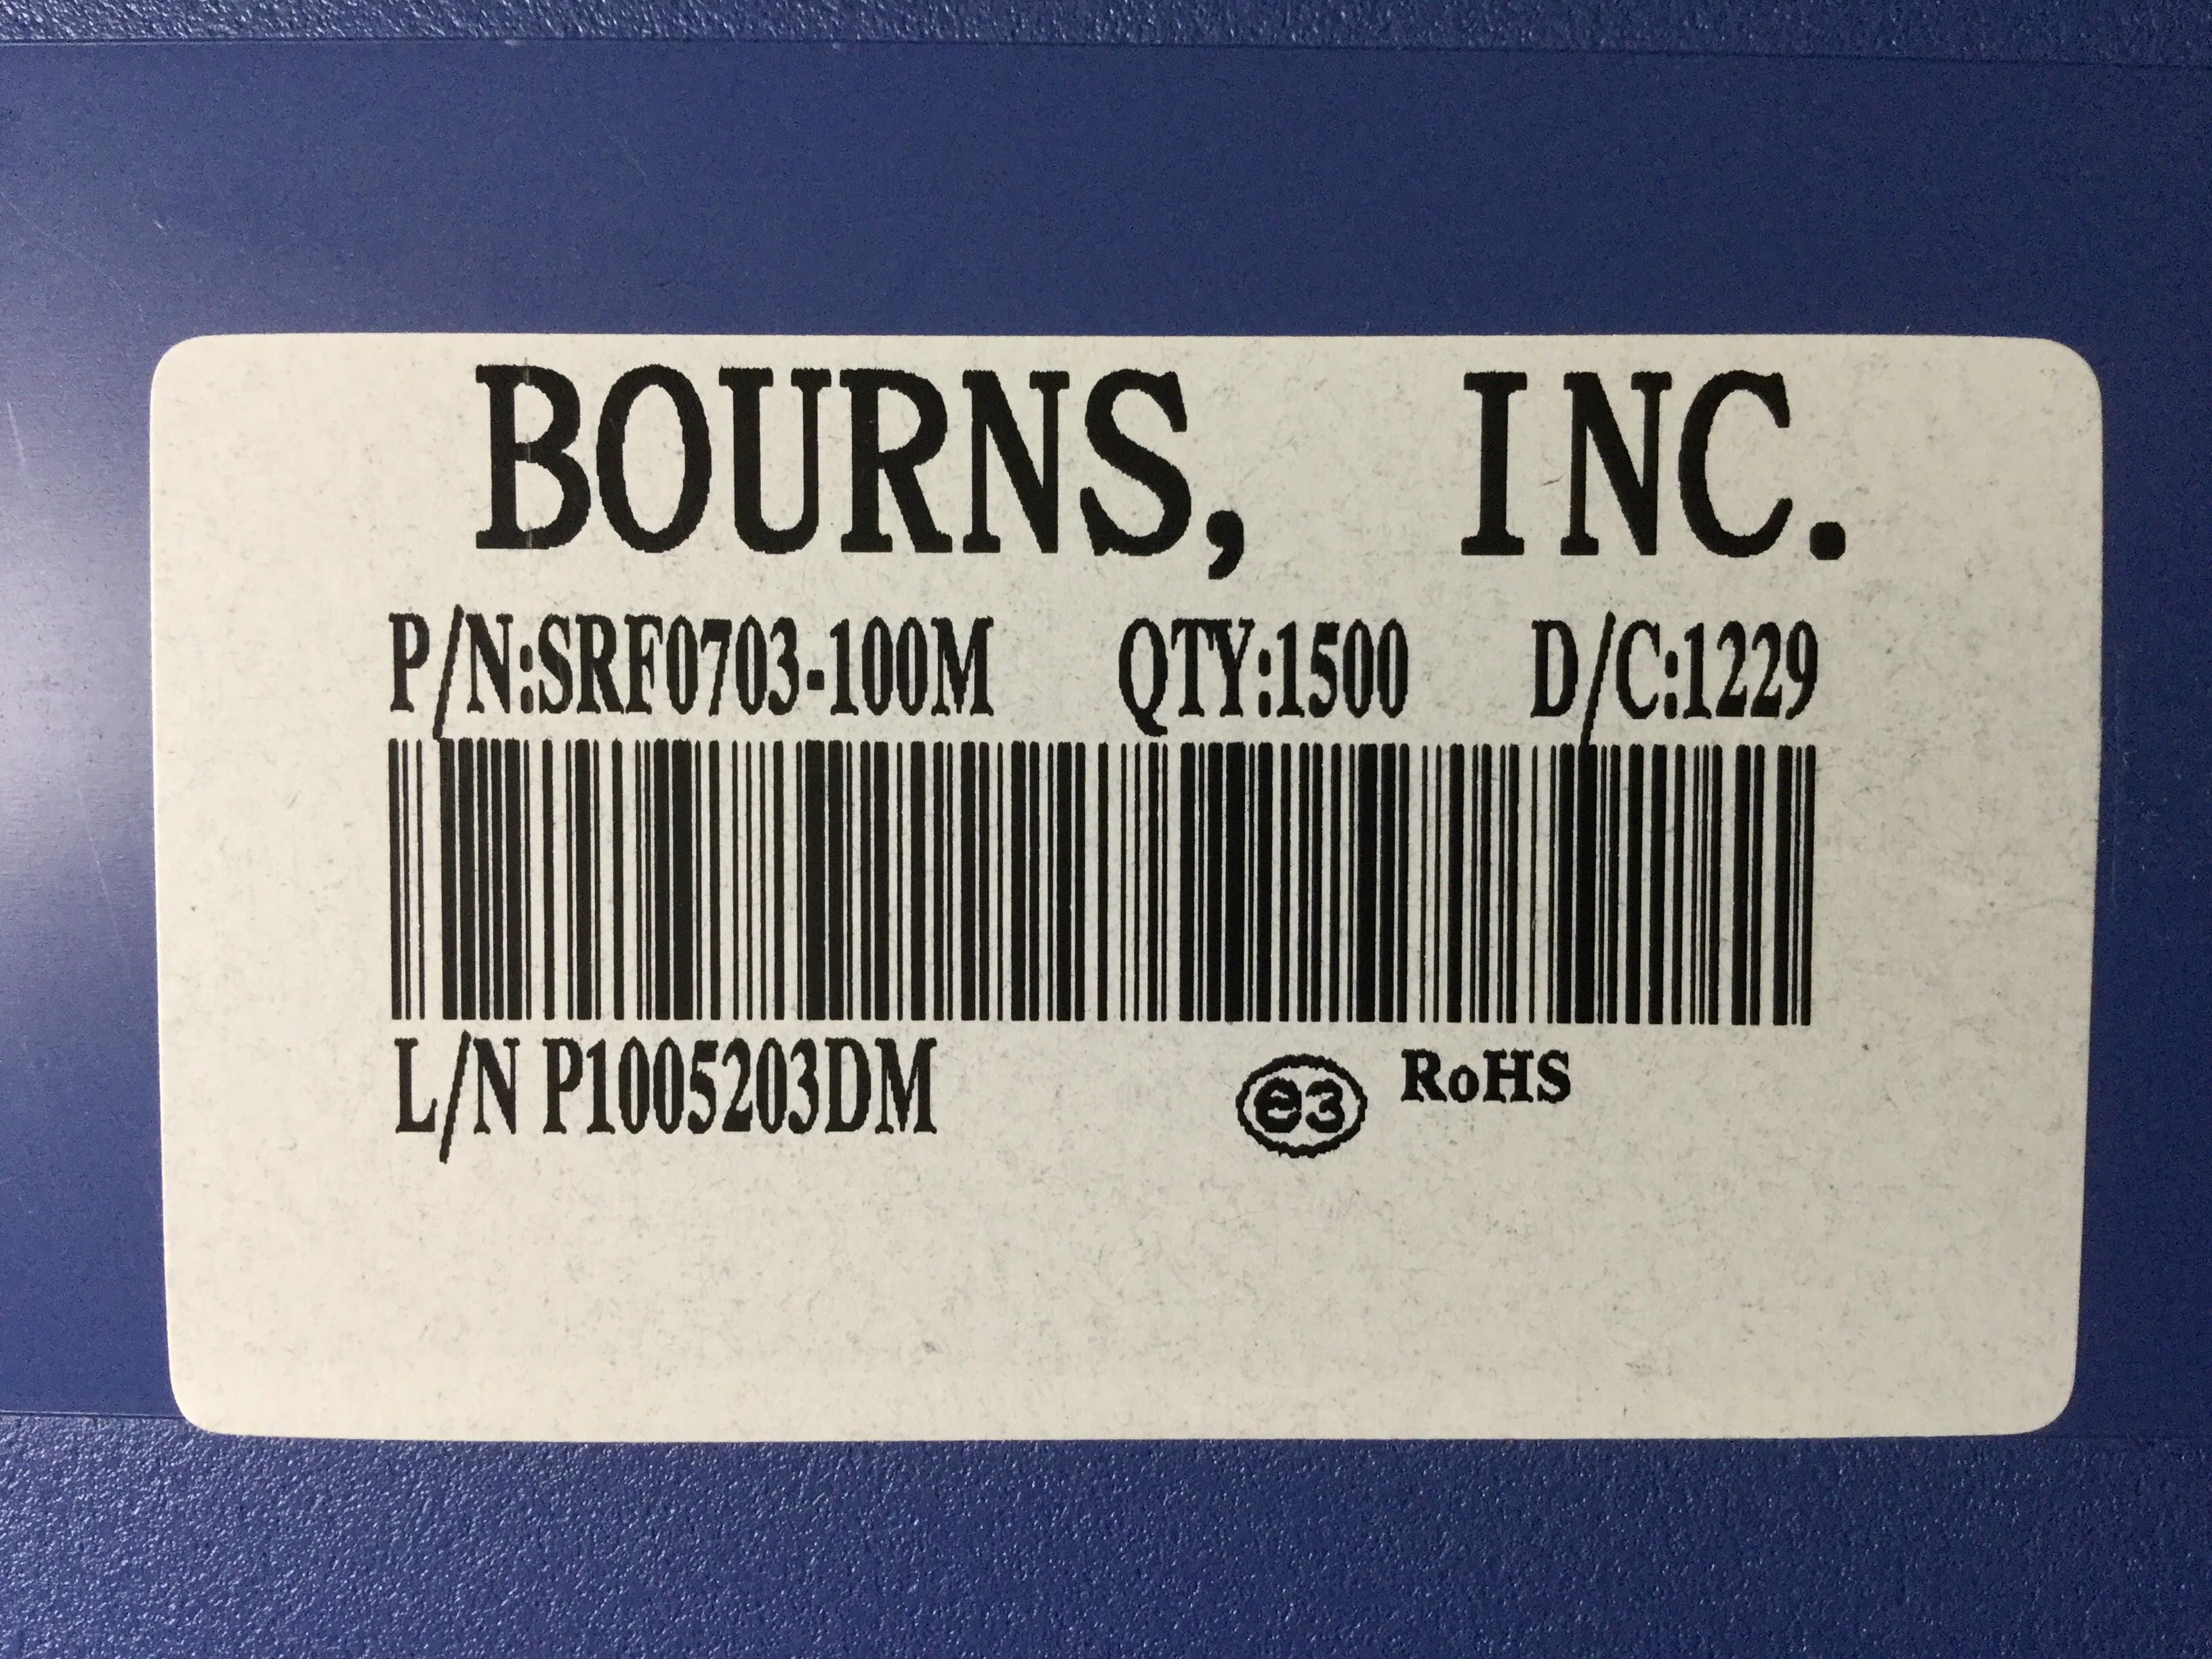 BOURNS, INC.
P/N:SRF0703-100M QTY:1500 D/C:1229
L/N P1005203DM e3 RoHS